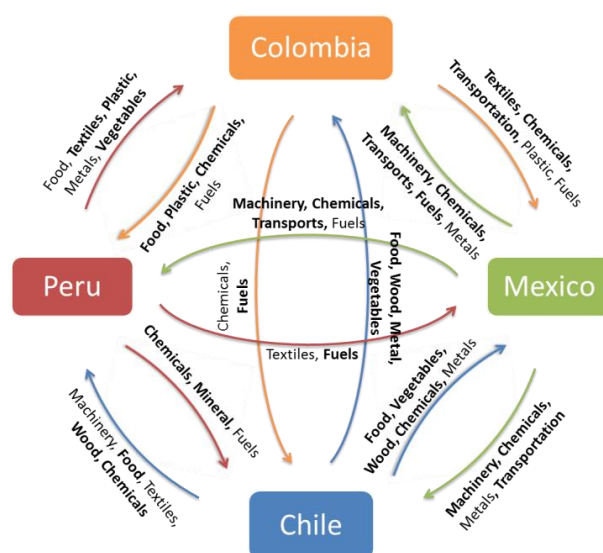 Colombia
Food, Textiles, Plastic,
Metals, Vegetables
Food, Plastic, Chemicals,
Fuels
Textiles, Chemicals,
Transportation, Plastic, Fuels
Machinery, Chemicals,
Transports, Fuels, Metals
Machinery, Chemicals,
Transports, Fuels
Peru
Chemicals,
Fuels
Food, Wood, Metal,
Vegetables
Mexico
Textiles, Fuels
Chemicals, Mineral, Fuels
Machinery, Food, Textiles,
Wood, Chemicals
Food, Vegetables,
Wood, Chemicals, Metals
Machinery, Chemicals,
Metals, Transportation
Chile